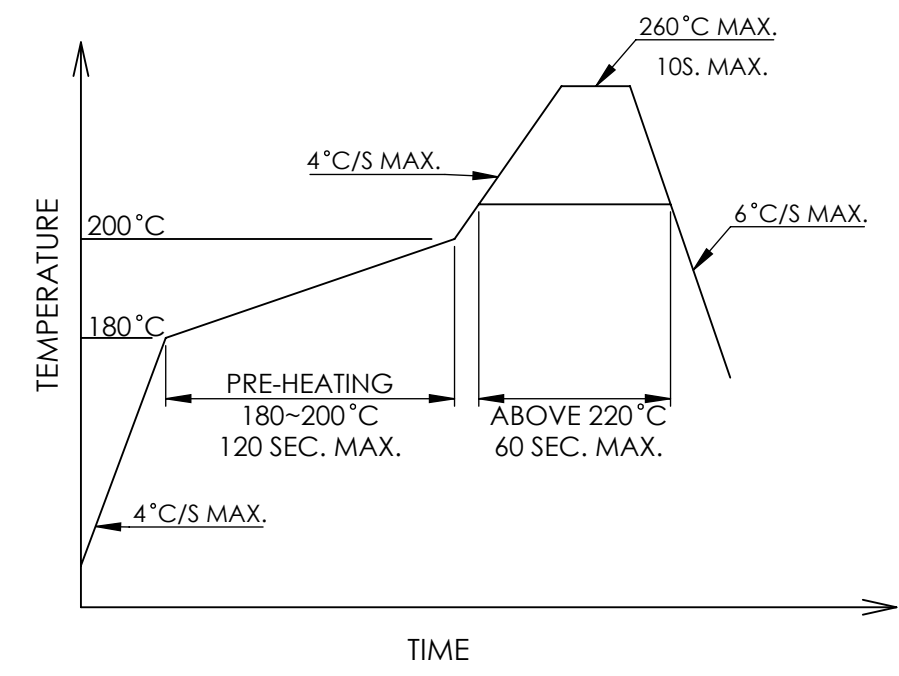 260°C MAX.
10S. MAX.
4°C/S MAX.
6°C/S MAX.
200°C
180°C
TEMPERATURE
PRE-HEATING
180~200°C
120 SEC. MAX.
ABOVE 220°C
60 SEC. MAX.
4°C/S MAX.
TIME